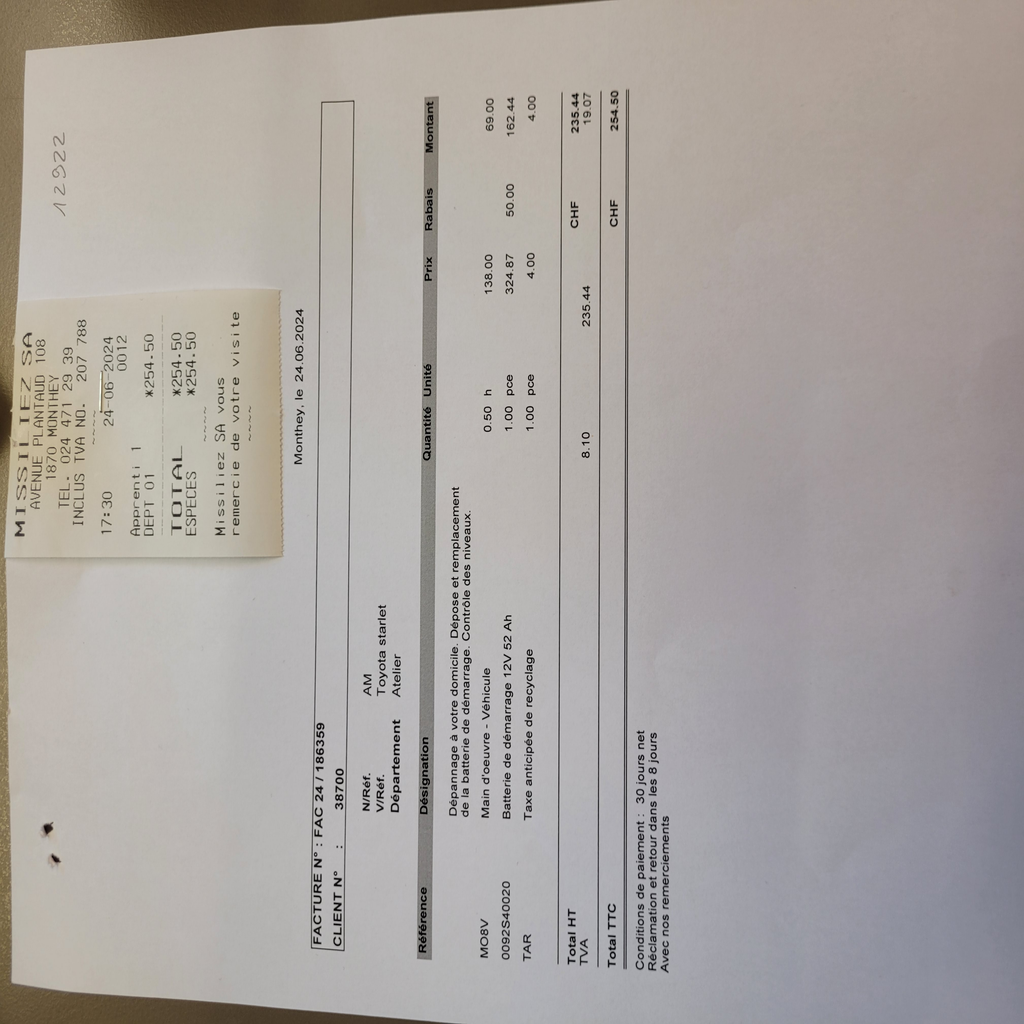 12922
MISSILIEZ SA
AVENUE PLANTAUD 108
1870 MONTHEY
TEL. 024 471 29 39
INCLUS TVA NO. 207 788
~~~~
17:30 24-06-2024
0012
Apprenti 1
DEPT 01 *254.50
TOTAL *254.50
ESPECES *254.50
~~~~
Missiliez SA vous
remercie de votre visite
~~~~
Monthey, le 24.06.2024
FACTURE N° : FAC 24 / 186359
CLIENT N° : 38700
N/Réf. AM
V/Réf. Toyota starlet
Département Atelier
Référence Désignation Quantité Unité Prix Rabais Montant
Dépannage à votre domicile. Dépose et remplacement
de la batterie de démarrage. Contrôle des niveaux.
MO8V Main d'oeuvre - Véhicule 0.50 h 138.00 69.00
0092S40020 Batterie de démarrage 12V 52 Ah 1.00 pce 324.87 50.00 162.44
TAR Taxe anticipée de recyclage 1.00 pce 4.00 4.00
Total HT CHF 235.44
TVA 8.10 235.44 19.07
Total TTC CHF 254.50
Conditions de paiement : 30 jours net
Réclamation et retour dans les 8 jours
Avec nos remerciements